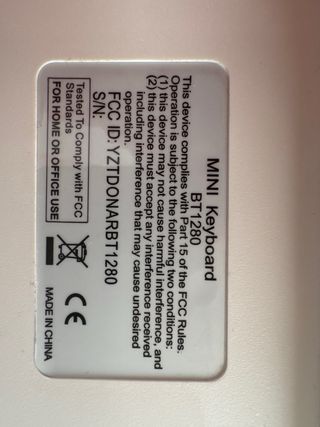 MINI Keyboard
BT1280
This device complies with Part 15 of the FCC Rules.
Operation is subject to the following two conditions:
(1) this device may not cause harmful interference, and
(2) this device must accept any interference received
including interference that may cause undesired
operation.
FCC ID:YZTDONARBT1280
S/N:
Tested To Comply with FCC
Standards
FOR HOME OR OFFICE USE
CE
MADE IN CHINA